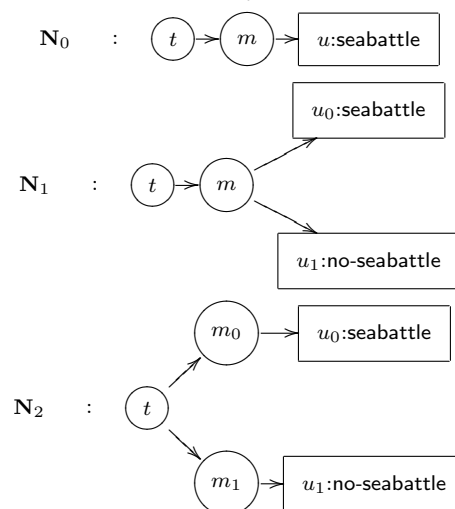 N₀ : t m u:seabattle
u₀:seabattle
N₁ : t m
u₁:no-seabattle
m₀ u₀:seabattle
N₂ : t
m₁ u₁:no-seabattle